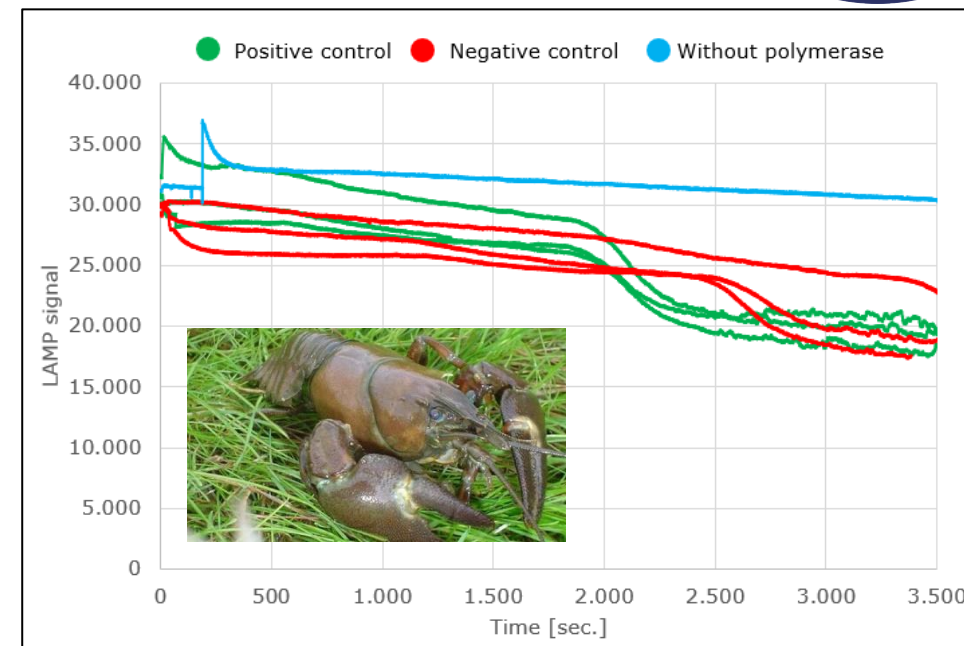 Positive control Negative control Without polymerase
40.000
35.000
30.000
25.000
20.000
15.000
10.000
5.000
0
LAMP signal
0 500 1.000 1.500 2.000 2.500 3.000 3.500
Time [sec.]